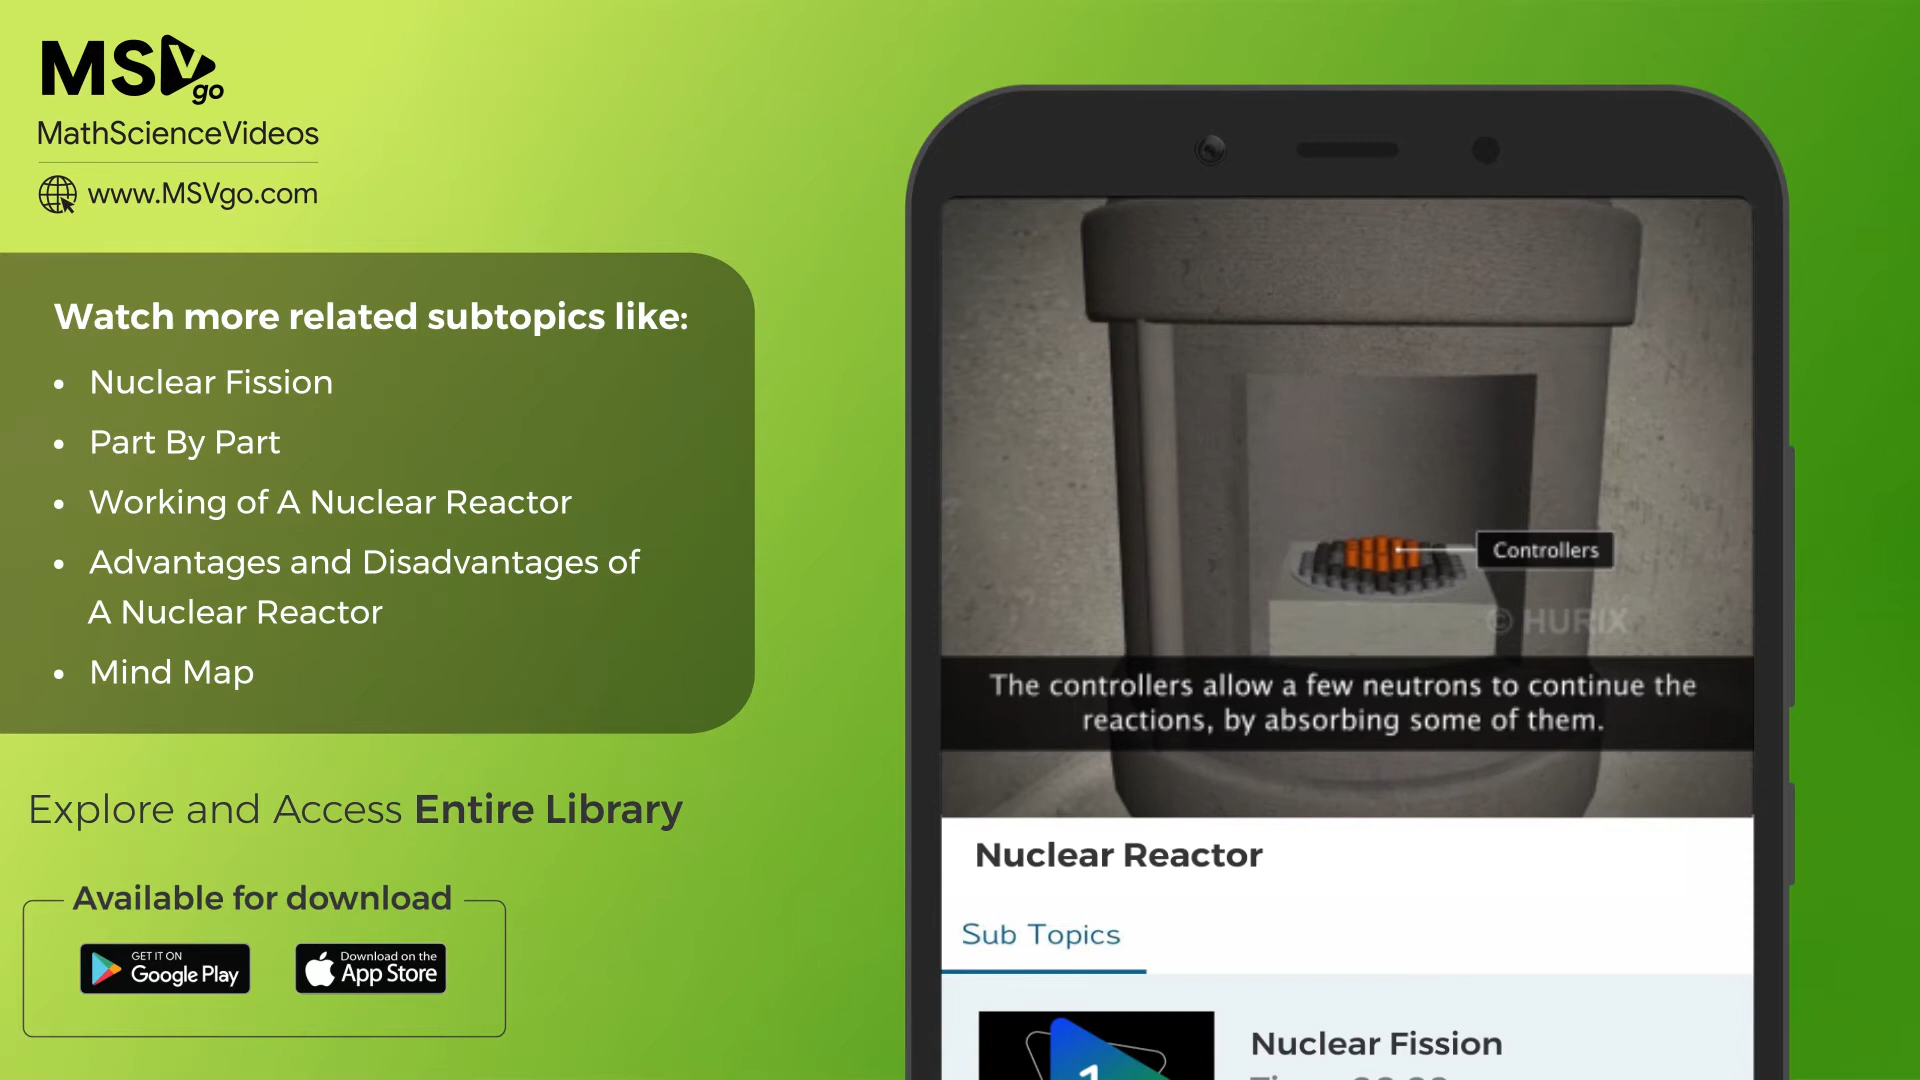 MSV go
MathScienceVideos
www.MSVgo.com
Watch more related subtopics like:
• Nuclear Fission
• Part By Part
• Working of A Nuclear Reactor
• Advantages and Disadvantages of
A Nuclear Reactor
• Mind Map
Explore and Access Entire Library
Available for download
GET IT ON
Google Play
Download on the
App Store
Controllers
© HURIX
The controllers allow a few neutrons to continue the
reactions, by absorbing some of them.
Nuclear Reactor
Sub Topics
1
Nuclear Fission